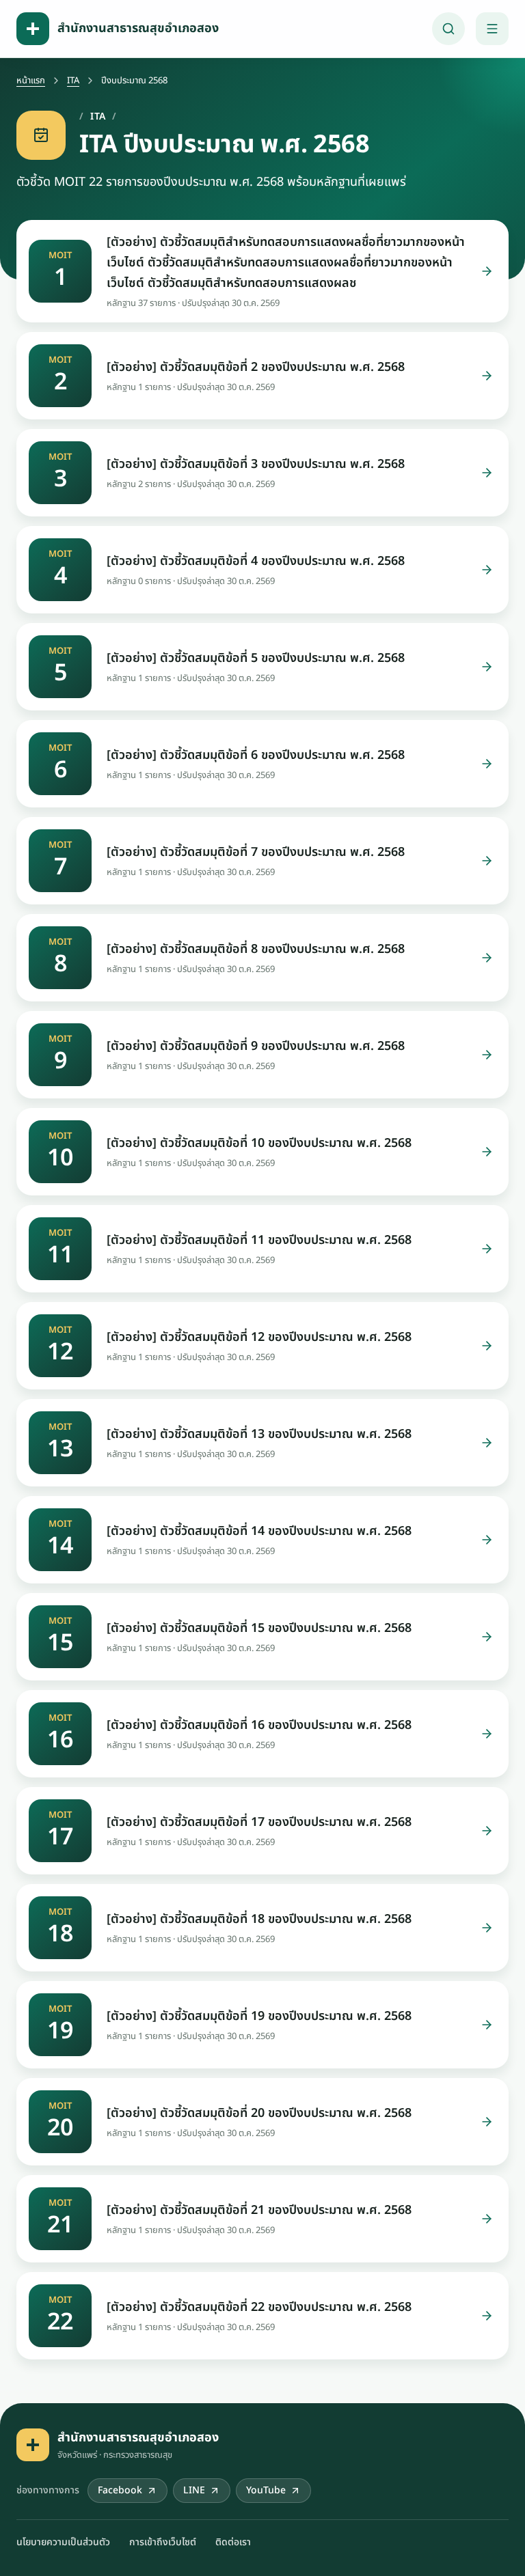 สำนักงานสาธารณสุขอำเภอสอง
หน้าแรก > ITA > ปีงบประมาณ 2568
/ ITA /
ITA ปีงบประมาณ พ.ศ. 2568
ตัวชี้วัด MOIT 22 รายการของปีงบประมาณ พ.ศ. 2568 พร้อมหลักฐานที่เผยแพร่
MOIT
1
[ตัวอย่าง] ตัวชี้วัดสมมุติสำหรับทดสอบการแสดงผลชื่อที่ยาวมากของหน้า
เว็บไซต์ ตัวชี้วัดสมมุติสำหรับทดสอบการแสดงผลชื่อที่ยาวมากของหน้า
เว็บไซต์ ตัวชี้วัดสมมุติสำหรับทดสอบการแสดงผลช
หลักฐาน 37 รายการ · ปรับปรุงล่าสุด 30 ต.ค. 2569
MOIT
2
[ตัวอย่าง] ตัวชี้วัดสมมุติข้อที่ 2 ของปีงบประมาณ พ.ศ. 2568
หลักฐาน 1 รายการ · ปรับปรุงล่าสุด 30 ต.ค. 2569
MOIT
3
[ตัวอย่าง] ตัวชี้วัดสมมุติข้อที่ 3 ของปีงบประมาณ พ.ศ. 2568
หลักฐาน 2 รายการ · ปรับปรุงล่าสุด 30 ต.ค. 2569
MOIT
4
[ตัวอย่าง] ตัวชี้วัดสมมุติข้อที่ 4 ของปีงบประมาณ พ.ศ. 2568
หลักฐาน 0 รายการ · ปรับปรุงล่าสุด 30 ต.ค. 2569
MOIT
5
[ตัวอย่าง] ตัวชี้วัดสมมุติข้อที่ 5 ของปีงบประมาณ พ.ศ. 2568
หลักฐาน 1 รายการ · ปรับปรุงล่าสุด 30 ต.ค. 2569
MOIT
6
[ตัวอย่าง] ตัวชี้วัดสมมุติข้อที่ 6 ของปีงบประมาณ พ.ศ. 2568
หลักฐาน 1 รายการ · ปรับปรุงล่าสุด 30 ต.ค. 2569
MOIT
7
[ตัวอย่าง] ตัวชี้วัดสมมุติข้อที่ 7 ของปีงบประมาณ พ.ศ. 2568
หลักฐาน 1 รายการ · ปรับปรุงล่าสุด 30 ต.ค. 2569
MOIT
8
[ตัวอย่าง] ตัวชี้วัดสมมุติข้อที่ 8 ของปีงบประมาณ พ.ศ. 2568
หลักฐาน 1 รายการ · ปรับปรุงล่าสุด 30 ต.ค. 2569
MOIT
9
[ตัวอย่าง] ตัวชี้วัดสมมุติข้อที่ 9 ของปีงบประมาณ พ.ศ. 2568
หลักฐาน 1 รายการ · ปรับปรุงล่าสุด 30 ต.ค. 2569
MOIT
10
[ตัวอย่าง] ตัวชี้วัดสมมุติข้อที่ 10 ของปีงบประมาณ พ.ศ. 2568
หลักฐาน 1 รายการ · ปรับปรุงล่าสุด 30 ต.ค. 2569
MOIT
11
[ตัวอย่าง] ตัวชี้วัดสมมุติข้อที่ 11 ของปีงบประมาณ พ.ศ. 2568
หลักฐาน 1 รายการ · ปรับปรุงล่าสุด 30 ต.ค. 2569
MOIT
12
[ตัวอย่าง] ตัวชี้วัดสมมุติข้อที่ 12 ของปีงบประมาณ พ.ศ. 2568
หลักฐาน 1 รายการ · ปรับปรุงล่าสุด 30 ต.ค. 2569
MOIT
13
[ตัวอย่าง] ตัวชี้วัดสมมุติข้อที่ 13 ของปีงบประมาณ พ.ศ. 2568
หลักฐาน 1 รายการ · ปรับปรุงล่าสุด 30 ต.ค. 2569
MOIT
14
[ตัวอย่าง] ตัวชี้วัดสมมุติข้อที่ 14 ของปีงบประมาณ พ.ศ. 2568
หลักฐาน 1 รายการ · ปรับปรุงล่าสุด 30 ต.ค. 2569
MOIT
15
[ตัวอย่าง] ตัวชี้วัดสมมุติข้อที่ 15 ของปีงบประมาณ พ.ศ. 2568
หลักฐาน 1 รายการ · ปรับปรุงล่าสุด 30 ต.ค. 2569
MOIT
16
[ตัวอย่าง] ตัวชี้วัดสมมุติข้อที่ 16 ของปีงบประมาณ พ.ศ. 2568
หลักฐาน 1 รายการ · ปรับปรุงล่าสุด 30 ต.ค. 2569
MOIT
17
[ตัวอย่าง] ตัวชี้วัดสมมุติข้อที่ 17 ของปีงบประมาณ พ.ศ. 2568
หลักฐาน 1 รายการ · ปรับปรุงล่าสุด 30 ต.ค. 2569
MOIT
18
[ตัวอย่าง] ตัวชี้วัดสมมุติข้อที่ 18 ของปีงบประมาณ พ.ศ. 2568
หลักฐาน 1 รายการ · ปรับปรุงล่าสุด 30 ต.ค. 2569
MOIT
19
[ตัวอย่าง] ตัวชี้วัดสมมุติข้อที่ 19 ของปีงบประมาณ พ.ศ. 2568
หลักฐาน 1 รายการ · ปรับปรุงล่าสุด 30 ต.ค. 2569
MOIT
20
[ตัวอย่าง] ตัวชี้วัดสมมุติข้อที่ 20 ของปีงบประมาณ พ.ศ. 2568
หลักฐาน 1 รายการ · ปรับปรุงล่าสุด 30 ต.ค. 2569
MOIT
21
[ตัวอย่าง] ตัวชี้วัดสมมุติข้อที่ 21 ของปีงบประมาณ พ.ศ. 2568
หลักฐาน 1 รายการ · ปรับปรุงล่าสุด 30 ต.ค. 2569
MOIT
22
[ตัวอย่าง] ตัวชี้วัดสมมุติข้อที่ 22 ของปีงบประมาณ พ.ศ. 2568
หลักฐาน 1 รายการ · ปรับปรุงล่าสุด 30 ต.ค. 2569
สำนักงานสาธารณสุขอำเภอสอง
จังหวัดแพร่ · กระทรวงสาธารณสุข
ช่องทางทางการ Facebook LINE YouTube
นโยบายความเป็นส่วนตัว การเข้าถึงเว็บไซต์ ติดต่อเรา